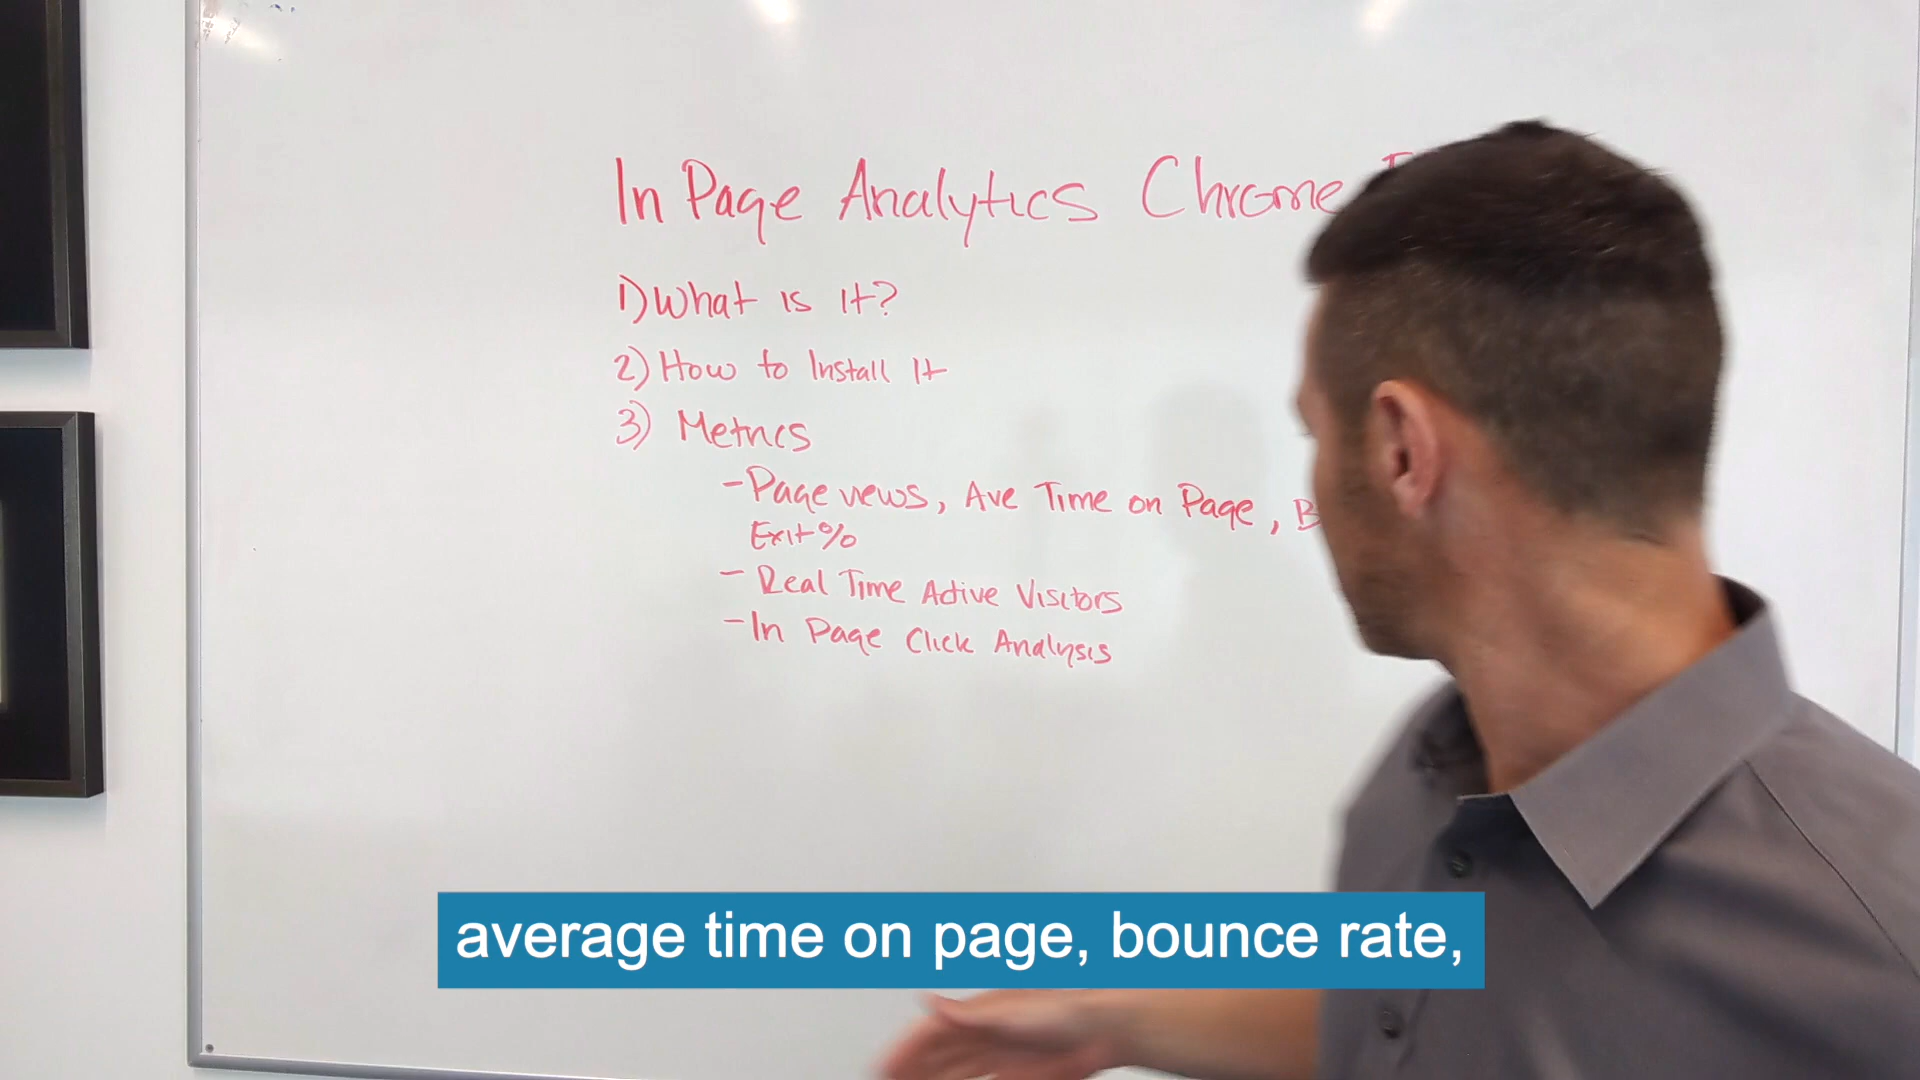 In Page Analytics Chrome
1) What is it?
2) How to Install It
3) Metrics
- Page views, Ave Time on Page, B
Exit %
- Real Time Active Visitors
- In Page Click Analysis
average time on page, bounce rate,